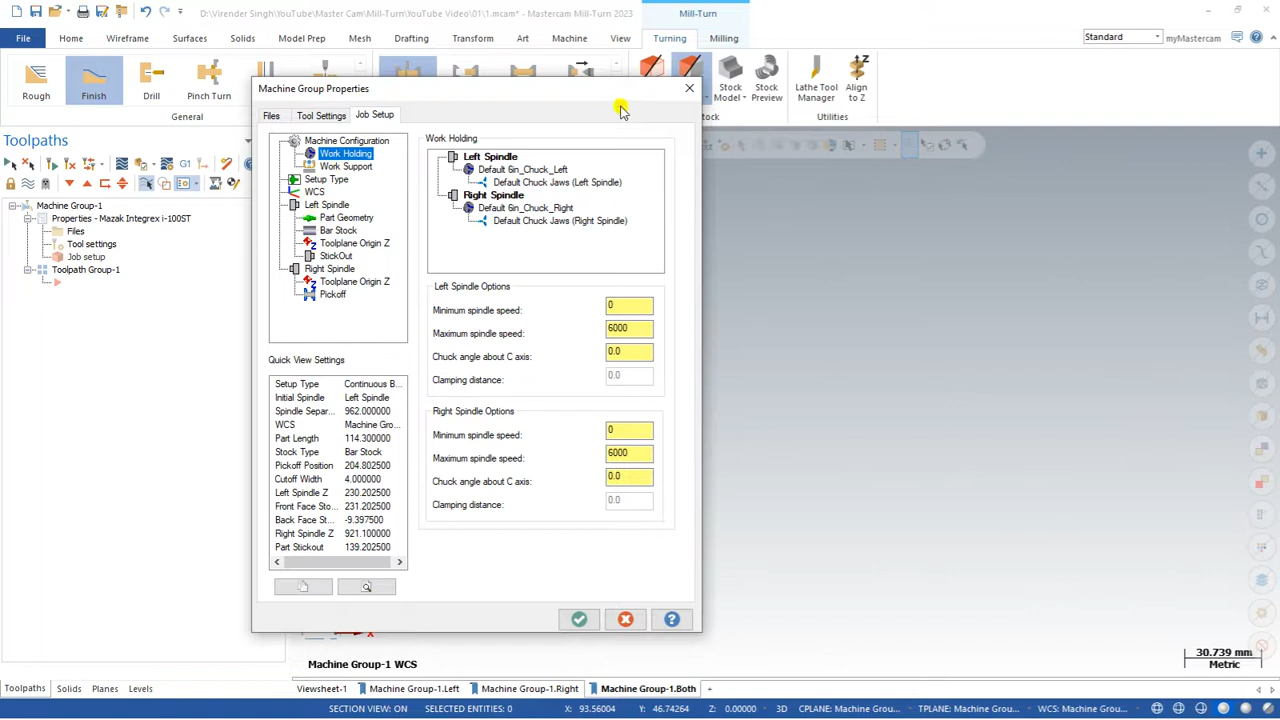 D:\Virender Singh\YouTube\Master Cam\Mill-Turn\YouTube Video\01\1.mcam* - Mastercam Mill-Turn 2023
Mill-Turn
File Home Wireframe Surfaces Solids Model Prep Mesh Drafting Transform Art Machine View Turning Milling
Standard
myMastercam
Rough Finish Drill Pinch Turn
Stock Model Stock Preview Lathe Tool Manager Align to Z
General
Stock
Utilities
Toolpaths
G1
Machine Group-1
Properties - Mazak Integrex i-100ST
Files
Tool settings
Job setup
Toolpath Group-1
Machine Group Properties
Files Tool Settings Job Setup
Machine Configuration
Work Holding
Work Support
Setup Type
WCS
Left Spindle
Part Geometry
Bar Stock
Toolplane Origin Z
StickOut
Right Spindle
Toolplane Origin Z
Pickoff
Quick View Settings
Setup Type Continuous B...
Initial Spindle Left Spindle
Spindle Separ... 962.000000
WCS Machine Gro...
Part Length 114.300000
Stock Type Bar Stock
Pickoff Position 204.802500
Cutoff Width 4.000000
Left Spindle Z 230.202500
Front Face Sto... 231.202500
Back Face St... -9.397500
Right Spindle Z 921.100000
Part Stickout 139.202500
Work Holding
Left Spindle
Default 6in_Chuck_Left
Default Chuck Jaws (Left Spindle)
Right Spindle
Default 6in_Chuck_Right
Default Chuck Jaws (Right Spindle)
Left Spindle Options
Minimum spindle speed: 0
Maximum spindle speed: 6000
Chuck angle about C axis: 0.0
Clamping distance: 0.0
Right Spindle Options
Minimum spindle speed: 0
Maximum spindle speed: 6000
Chuck angle about C axis: 0.0
Clamping distance: 0.0
X
Machine Group-1 WCS
30.739 mm
Metric
Toolpaths Solids Planes Levels
Viewsheet-1 Machine Group-1.Left Machine Group-1.Right Machine Group-1.Both +
SECTION VIEW: ON SELECTED ENTITIES: 0 X: 93.56004 Y: 46.74264 Z: 0.00000 3D CPLANE: Machine Grou... TPLANE: Machine Grou... WCS: Machine Gro...